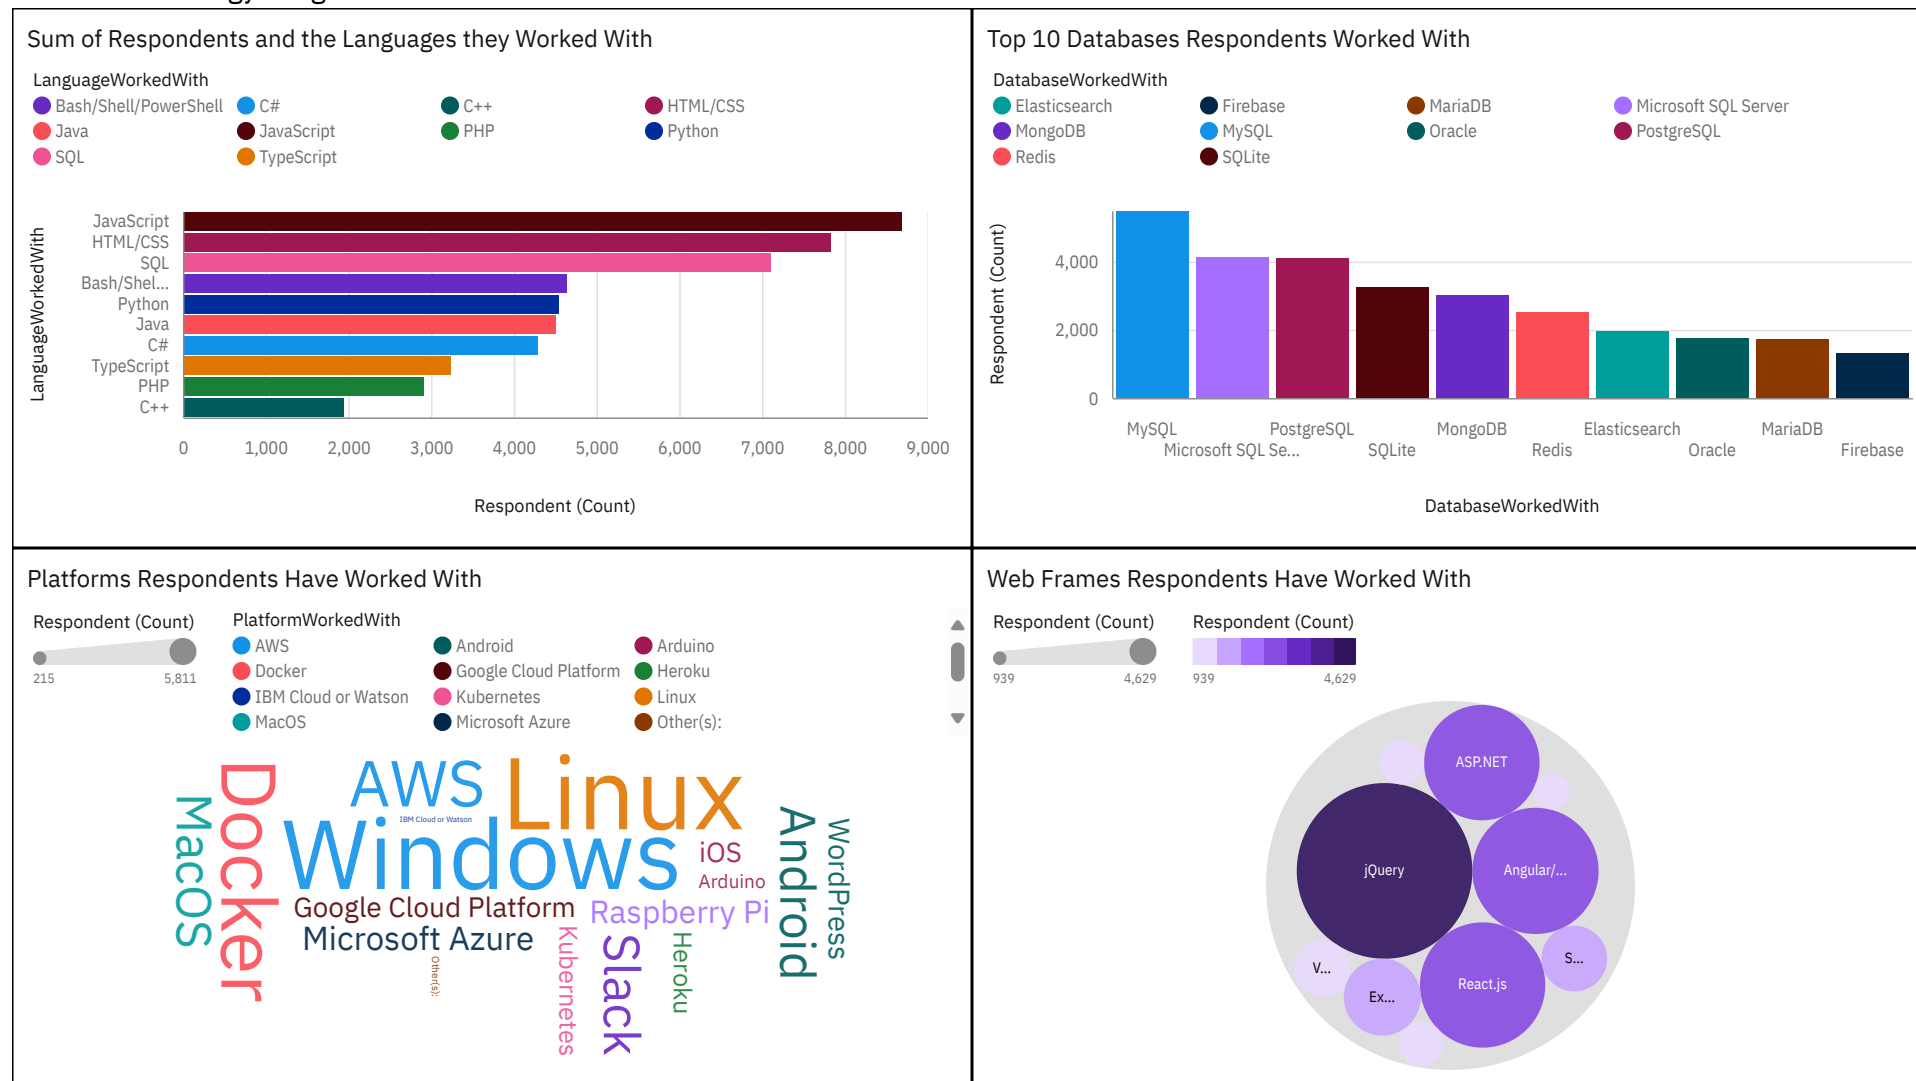 Sum of Respondents and the Languages they Worked With
LanguageWorkedWith
Bash/Shell/PowerShell C# C++ HTML/CSS
Java JavaScript PHP Python
SQL TypeScript
LanguageWorkedWith
JavaScript
HTML/CSS
SQL
Bash/Shel...
Python
Java
C#
TypeScript
PHP
C++
0 1,000 2,000 3,000 4,000 5,000 6,000 7,000 8,000 9,000
Respondent (Count)
Top 10 Databases Respondents Worked With
DatabaseWorkedWith
Elasticsearch Firebase MariaDB Microsoft SQL Server
MongoDB MySQL Oracle PostgreSQL
Redis SQLite
Respondent (Count)
4,000
2,000
0
MySQL PostgreSQL MongoDB Elasticsearch MariaDB
Microsoft SQL Se... SQLite Redis Oracle Firebase
DatabaseWorkedWith
Platforms Respondents Have Worked With
Respondent (Count)
215 5,811
PlatformWorkedWith
AWS Android Arduino
Docker Google Cloud Platform Heroku
IBM Cloud or Watson Kubernetes Linux
MacOS Microsoft Azure Other(s):
MacOS
Docker
AWS
Linux
IBM Cloud or Watson
Windows
iOS
Arduino
Android
WordPress
Google Cloud Platform
Raspberry Pi
Microsoft Azure
Other(s):
Kubernetes
Slack
Heroku
Web Frames Respondents Have Worked With
Respondent (Count)
939 4,629
Respondent (Count)
939 4,629
ASP.NET
jQuery
Angular/...
V...
Ex...
React.js
S...